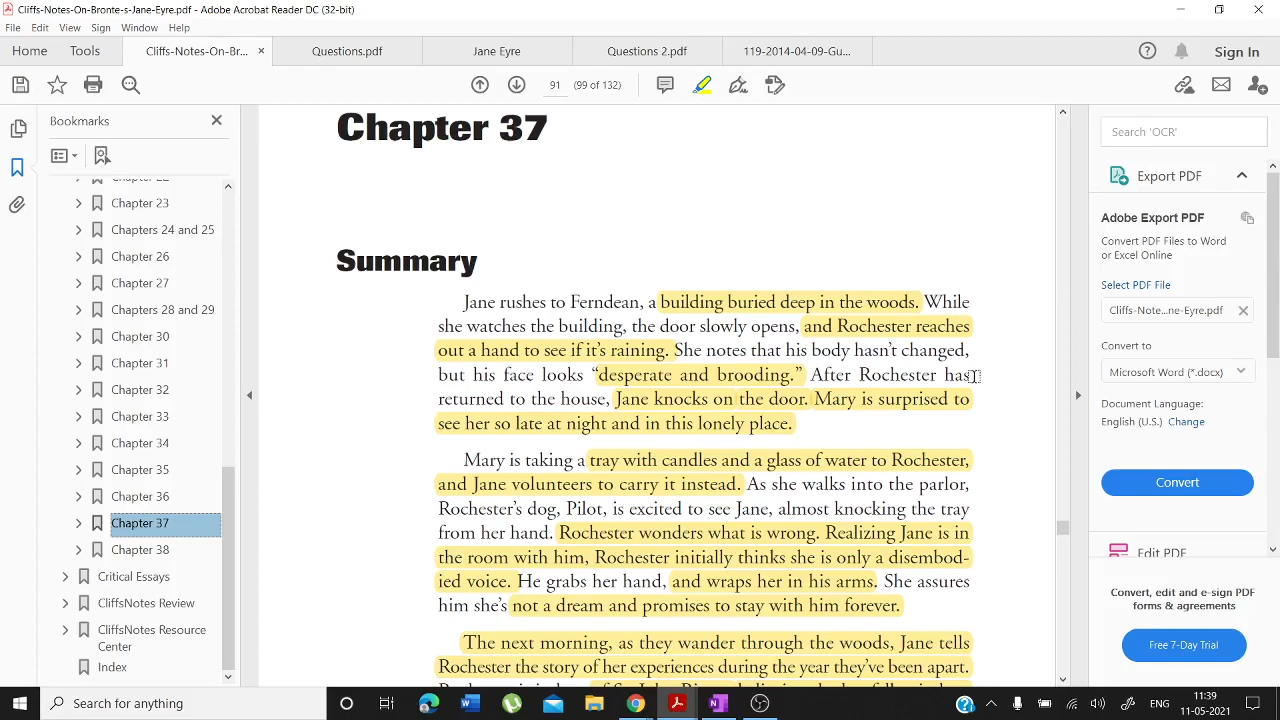 Cliffs-Notes-On-Bronte-s-Jane-Eyre.pdf - Adobe Acrobat Reader DC (32-bit)
File Edit View Sign Window Help
Home Tools Cliffs-Notes-On-Br... × Questions.pdf Jane Eyre Questions 2.pdf 119-2014-04-09-Gu... Sign In
91 (99 of 132)
Bookmarks
Chapter 22
Chapter 23
Chapters 24 and 25
Chapter 26
Chapter 27
Chapters 28 and 29
Chapter 30
Chapter 31
Chapter 32
Chapter 33
Chapter 34
Chapter 35
Chapter 36
Chapter 37
Chapter 38
Critical Essays
CliffsNotes Review
CliffsNotes Resource
Center
Index
Chapter 37
Summary
Jane rushes to Ferndean, a building buried deep in the woods. While
she watches the building, the door slowly opens, and Rochester reaches
out a hand to see if it's raining. She notes that his body hasn't changed,
but his face looks “desperate and brooding.” After Rochester has
returned to the house, Jane knocks on the door. Mary is surprised to
see her so late at night and in this lonely place.
Mary is taking a tray with candles and a glass of water to Rochester,
and Jane volunteers to carry it instead. As she walks into the parlor,
Rochester's dog, Pilot, is excited to see Jane, almost knocking the tray
from her hand. Rochester wonders what is wrong. Realizing Jane is in
the room with him, Rochester initially thinks she is only a disembod-
ied voice. He grabs her hand, and wraps her in his arms. She assures
him she's not a dream and promises to stay with him forever.
The next morning, as they wander through the woods, Jane tells
Rochester the story of her experiences during the year they've been apart.
Search 'OCR'
Export PDF
Adobe Export PDF
Convert PDF Files to Word
or Excel Online
Select PDF File
Cliffs-Note...ne-Eyre.pdf
Convert to
Microsoft Word (*.docx)
Document Language:
English (U.S.) Change
Convert
Edit PDF
Convert, edit and e-sign PDF
forms & agreements
Free 7-Day Trial
Search for anything
ENG
11:39
11-05-2021